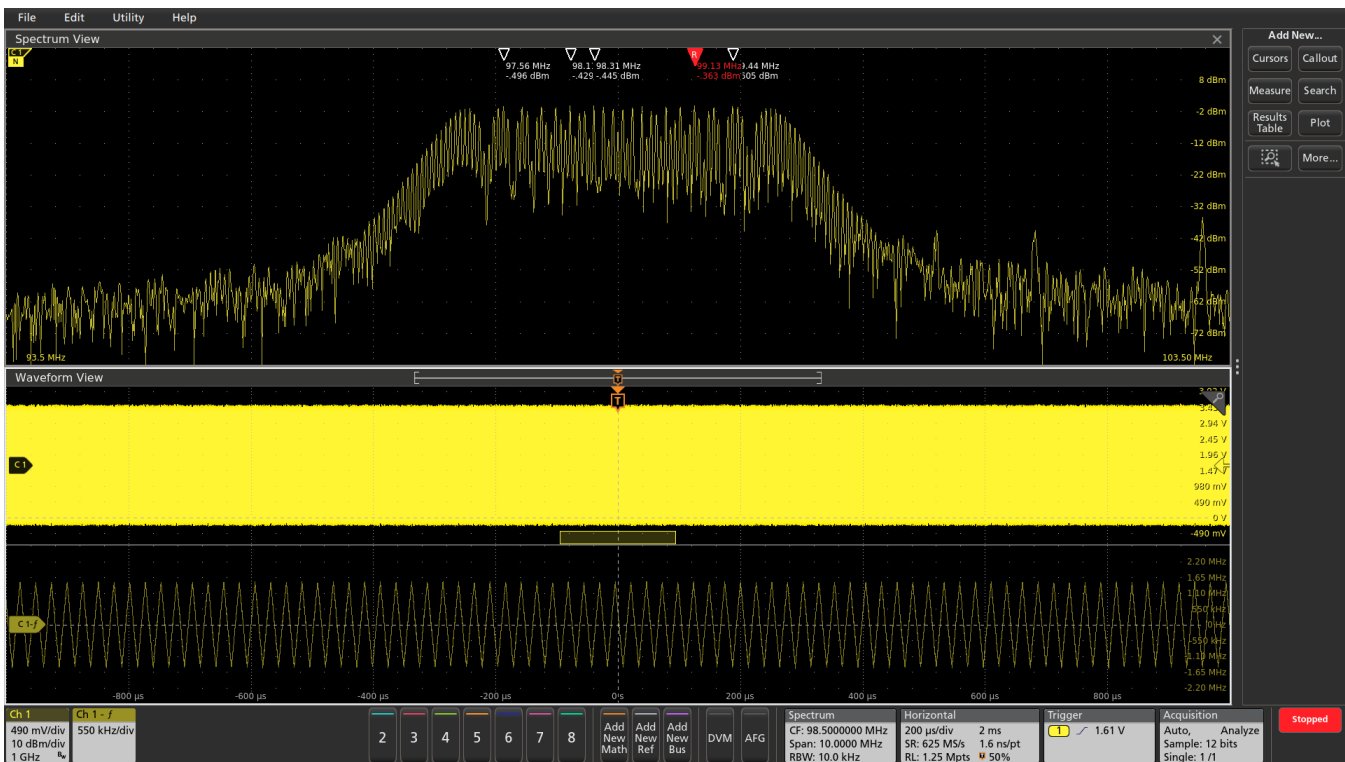 File Edit Utility Help
Spectrum View
C1
N
R
97.56 MHz 98.1 98.31 MHz 99.13 MHz .44 MHz
-.496 dBm -.429 -.445 dBm -.363 dBm 505 dBm
8 dBm
-2 dBm
-12 dBm
-22 dBm
-32 dBm
-42 dBm
-52 dBm
-62 dBm
-72 dBm
93.5 MHz 103.50 MHz
Waveform View
T
T
C 1
2.94 V
2.45 V
1.96 V
1.47 V
980 mV
490 mV
0 V
-490 mV
C 1-f
2.20 MHz
1.65 MHz
1.10 MHz
550 kHz
0 Hz
-550 kHz
-1.10 MHz
-1.65 MHz
-2.20 MHz
-800 µs -600 µs -400 µs -200 µs 0 s 200 µs 400 µs 600 µs 800 µs
Add New...
Cursors Callout
Measure Search
Results Table Plot
More...
Ch 1
490 mV/div
10 dBm/div
1 GHz Bw
Ch 1 - f
550 kHz/div
2 3 4 5 6 7 8
Add New Math
Add New Ref
Add New Bus
DVM AFG
Spectrum
CF: 98.5000000 MHz
Span: 10.0000 MHz
RBW: 10.0 kHz
Horizontal
200 µs/div 2 ms
SR: 625 MS/s 1.6 ns/pt
RL: 1.25 Mpts 50%
Trigger
1 1.61 V
Acquisition
Auto, Analyze
Sample: 12 bits
Single: 1 /1
Stopped